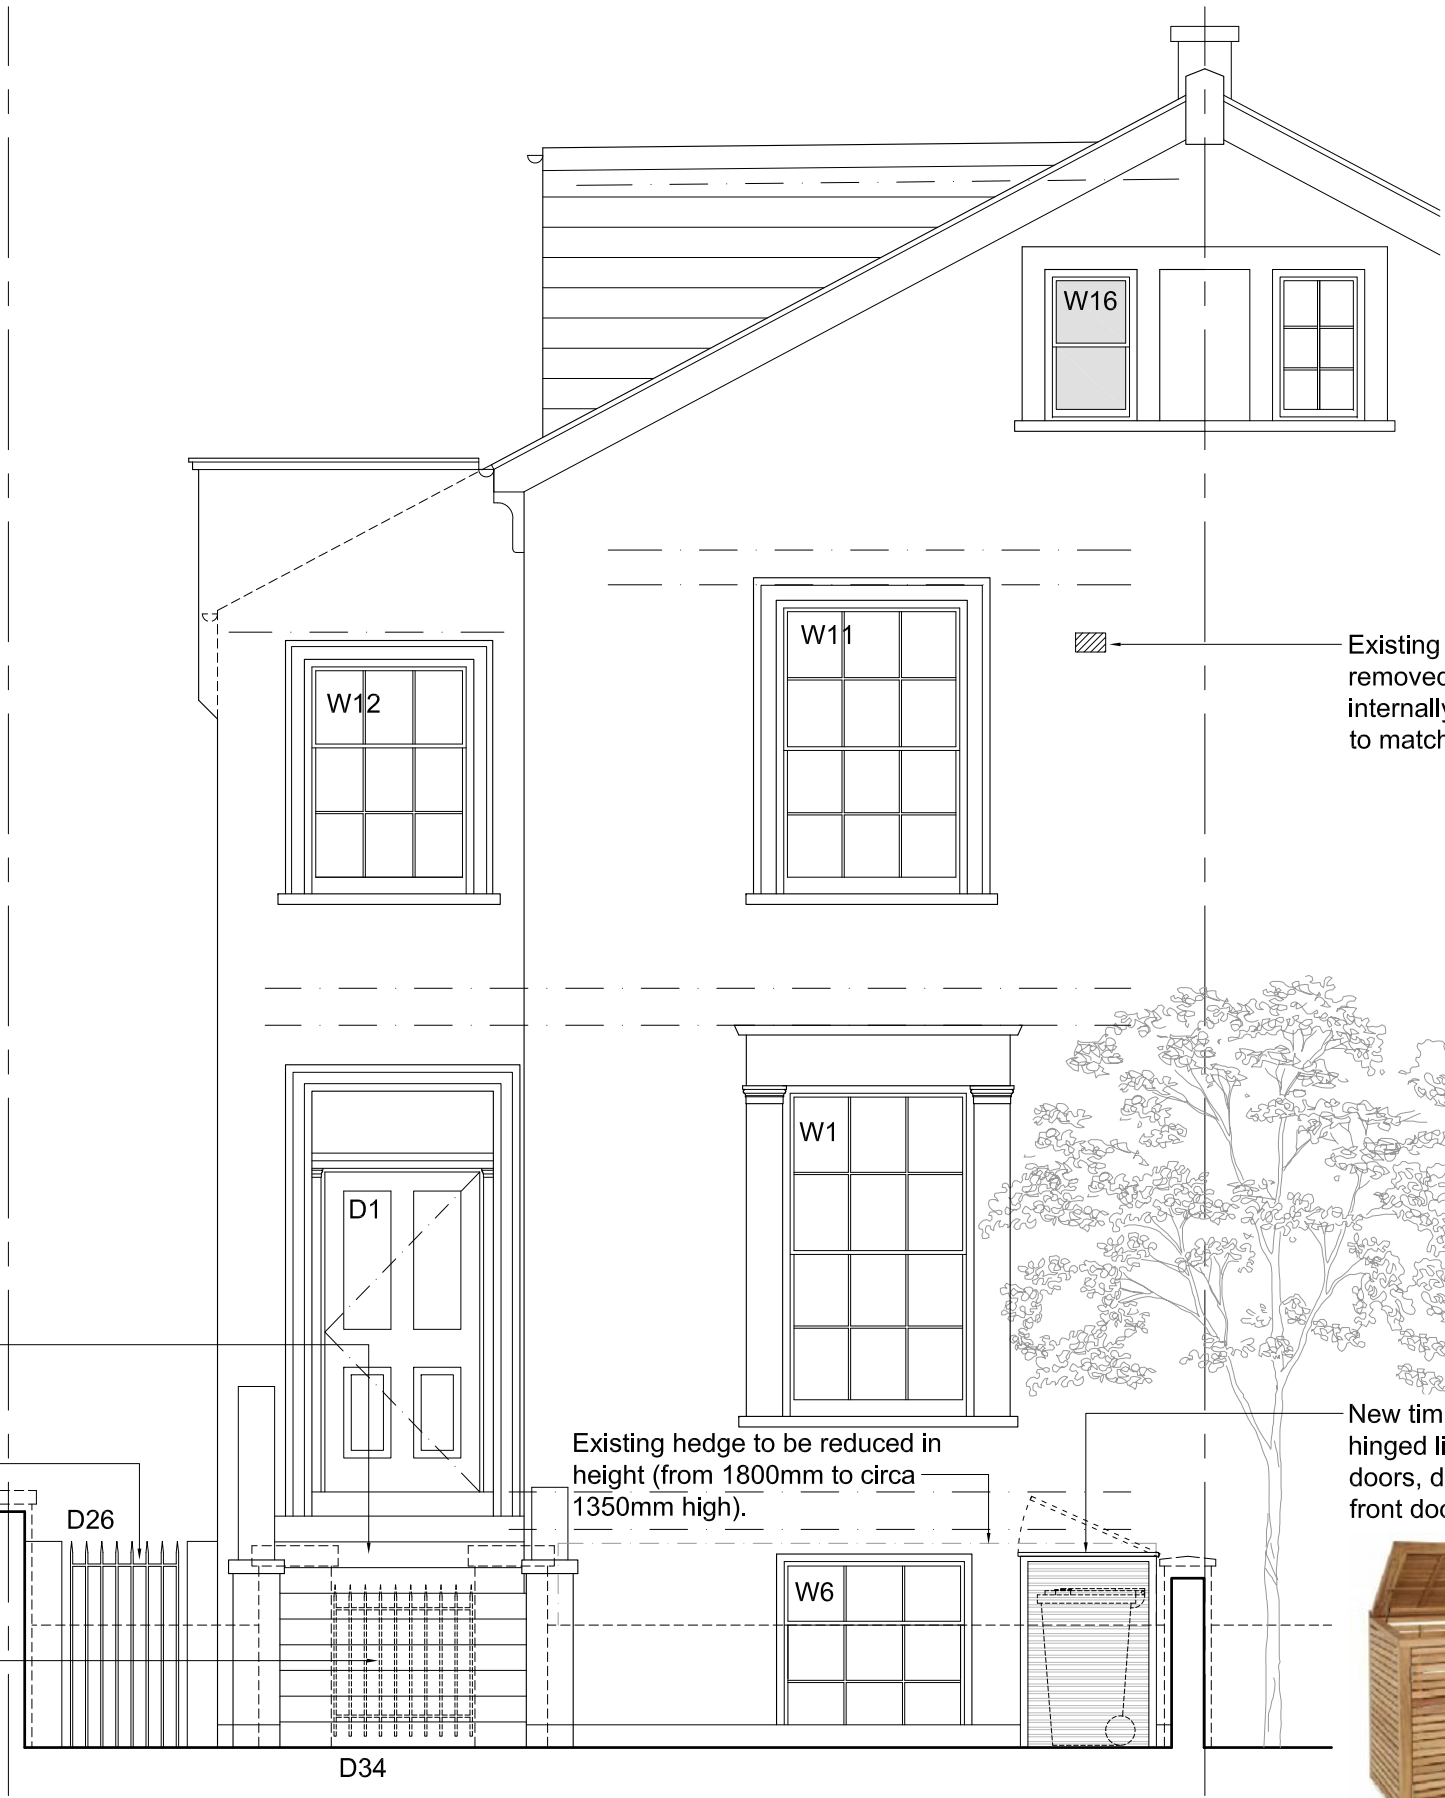 W16
W11
Existing
removed
internally
to match
W12
W1
D1
Existing hedge to be reduced in
height (from 1800mm to circa
1350mm high).
New tim
hinged li
doors, d
front doo
D26
W6
D34